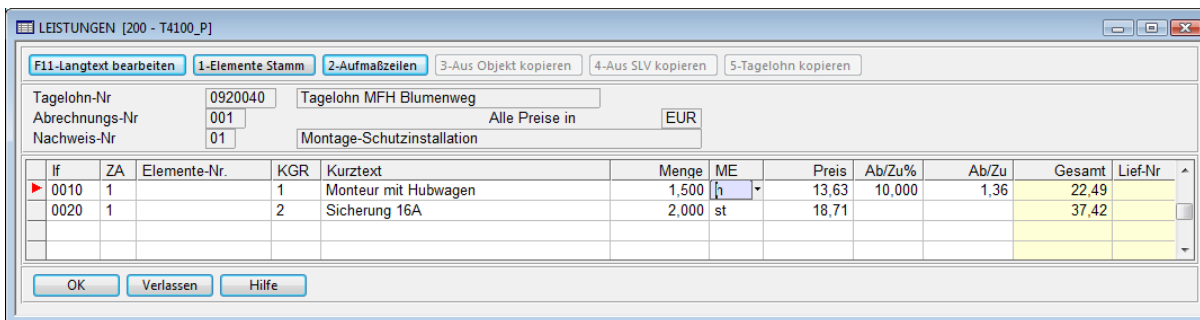 LEISTUNGEN [200 - T4100_P]
F11-Langtext bearbeiten 1-Elemente Stamm 2-Aufmaßzeilen 3-Aus Objekt kopieren 4-Aus SLV kopieren 5-Tagelohn kopieren
Tagelohn-Nr 0920040 Tagelohn MFH Blumenweg
Abrechnungs-Nr 001 Alle Preise in EUR
Nachweis-Nr 01 Montage-Schutzinstallation
lf ZA Elemente-Nr. KGR Kurztext Menge ME Preis Ab/Zu% Ab/Zu Gesamt Lief-Nr
0010 1 1 Monteur mit Hubwagen 1,500 h 13,63 10,000 1,36 22,49
0020 1 2 Sicherung 16A 2,000 st 18,71 37,42
OK Verlassen Hilfe